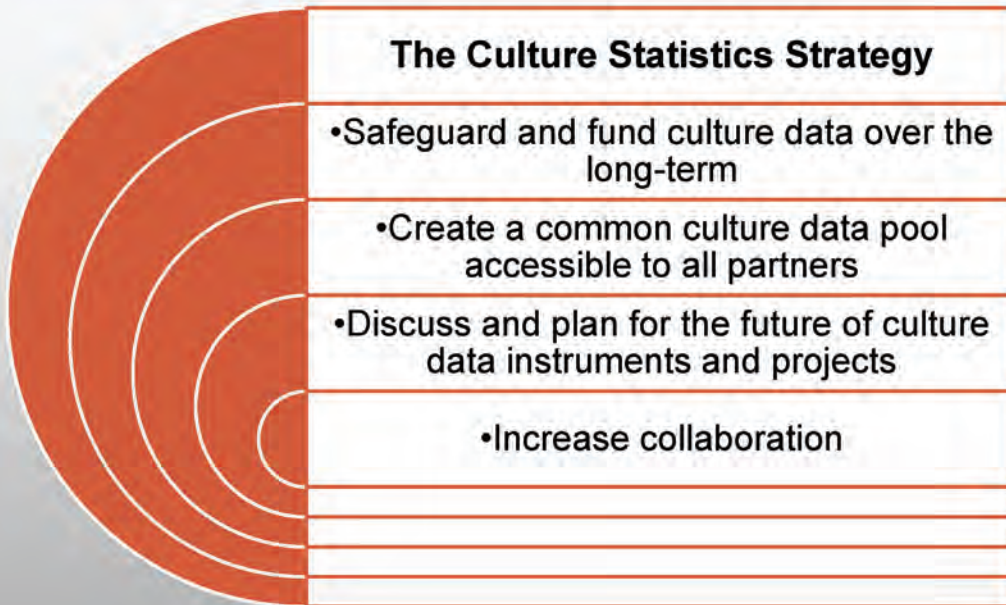 The Culture Statistics Strategy
•Safeguard and fund culture data over the
long-term
•Create a common culture data pool
accessible to all partners
•Discuss and plan for the future of culture
data instruments and projects
•Increase collaboration